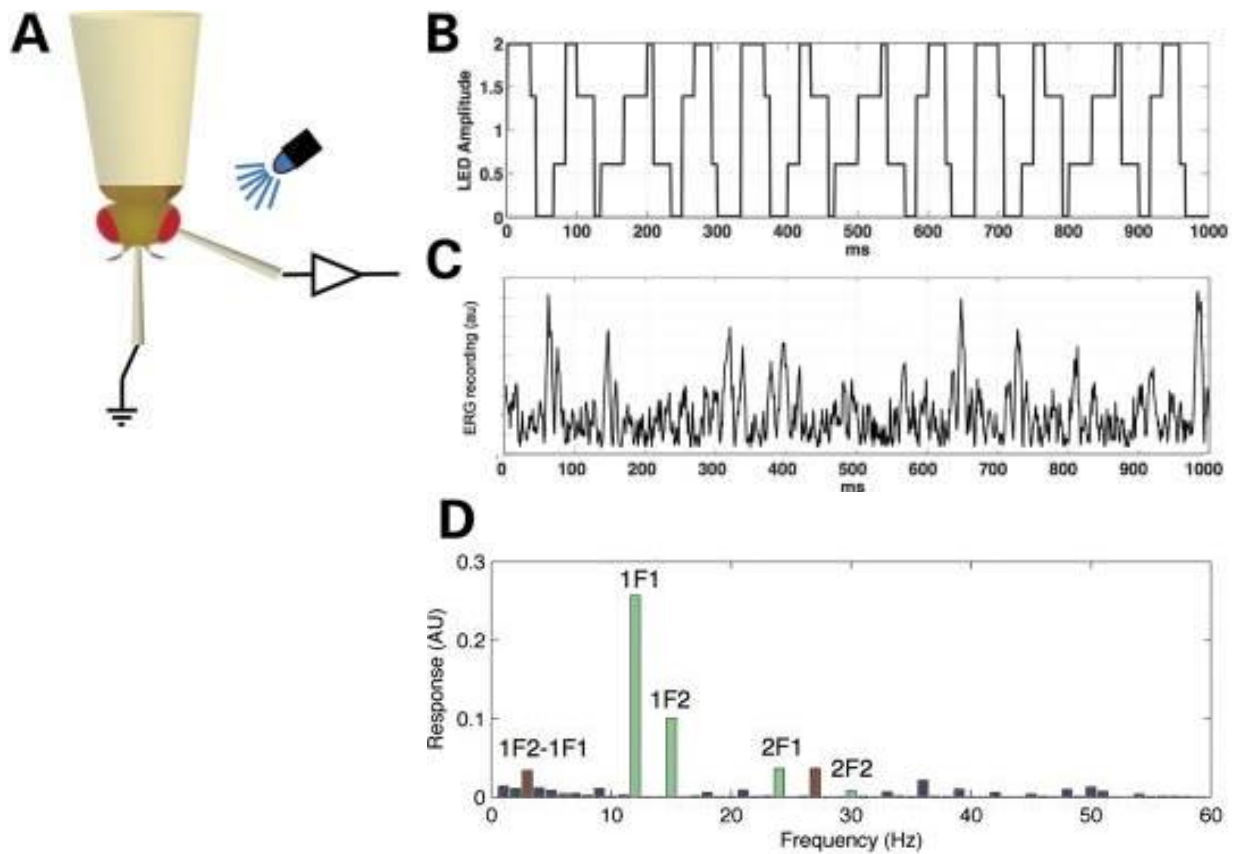 A
B
LED Amplitude
2
1.5
1
0.5
0
0 100 200 300 400 500 600 700 800 900 1000
ms
C
ERG recording (au)
0 100 200 300 400 500 600 700 800 900 1000
ms
D
Response (AU)
0.3
0.2
0.1
0
1F1
1F2
1F2-1F1
2F1
2F2
0 10 20 30 40 50 60
Frequency (Hz)